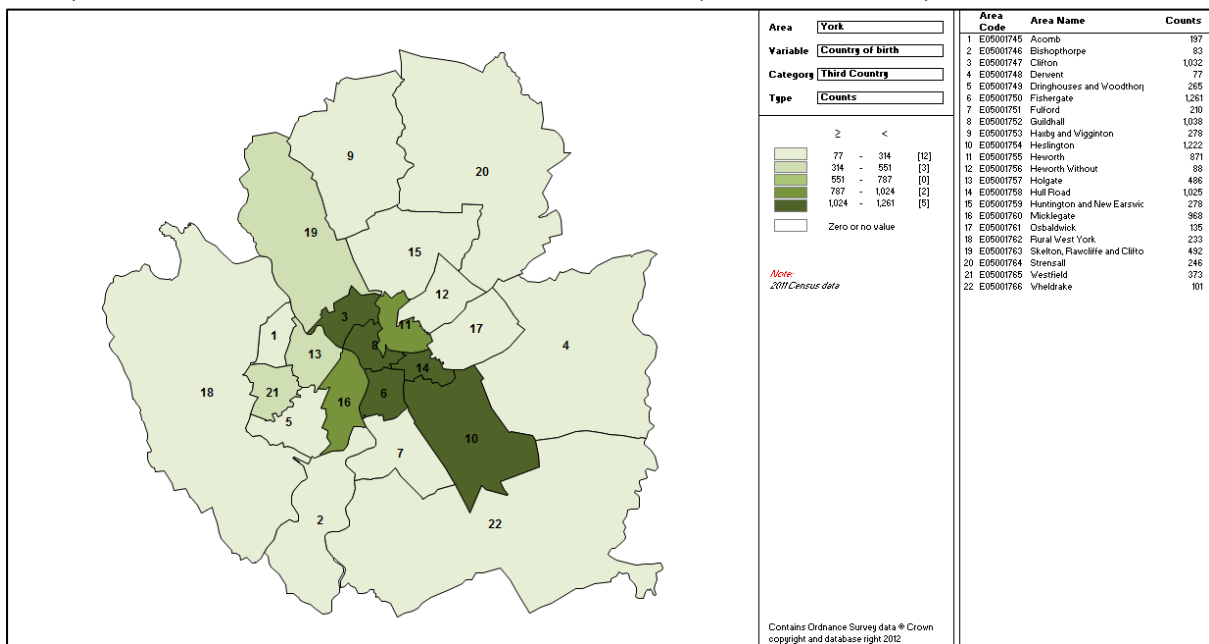 Area York
Variable Country of birth
Category Third Country
Type Counts
≥ <
77 - 314 [12]
314 - 551 [3]
551 - 787 [0]
787 - 1,024 [2]
1,024 - 1,261 [5]
Zero or no value
Note:
2011 Census data
Contains Ordnance Survey data ® Crown
copyright and database right 2012
Area Code Area Name Counts
1 E05001745 Acomb 197
2 E05001746 Bishopthorpe 83
3 E05001747 Clifton 1,032
4 E05001748 Derwent 77
5 E05001749 Dringhouses and Woodthorp 265
6 E05001750 Fishergate 1,261
7 E05001751 Fulford 210
8 E05001752 Guildhall 1,038
9 E05001753 Haxby and Wigginton 278
10 E05001754 Heslington 1,222
11 E05001755 Heworth 871
12 E05001756 Heworth Without 88
13 E05001757 Holgate 486
14 E05001758 Hull Road 1,025
15 E05001759 Huntington and New Earswic 278
16 E05001760 Micklegate 968
17 E05001761 Osbaldwick 135
18 E05001762 Rural West York 233
19 E05001763 Skelton, Rawcliffe and Clifto 492
20 E05001764 Strensall 246
21 E05001765 Westfield 373
22 E05001766 Wheldrake 101
9
20
19
15
12
3
11
17
1
8
13
4
14
18
21
16
6
5
10
7
2
22